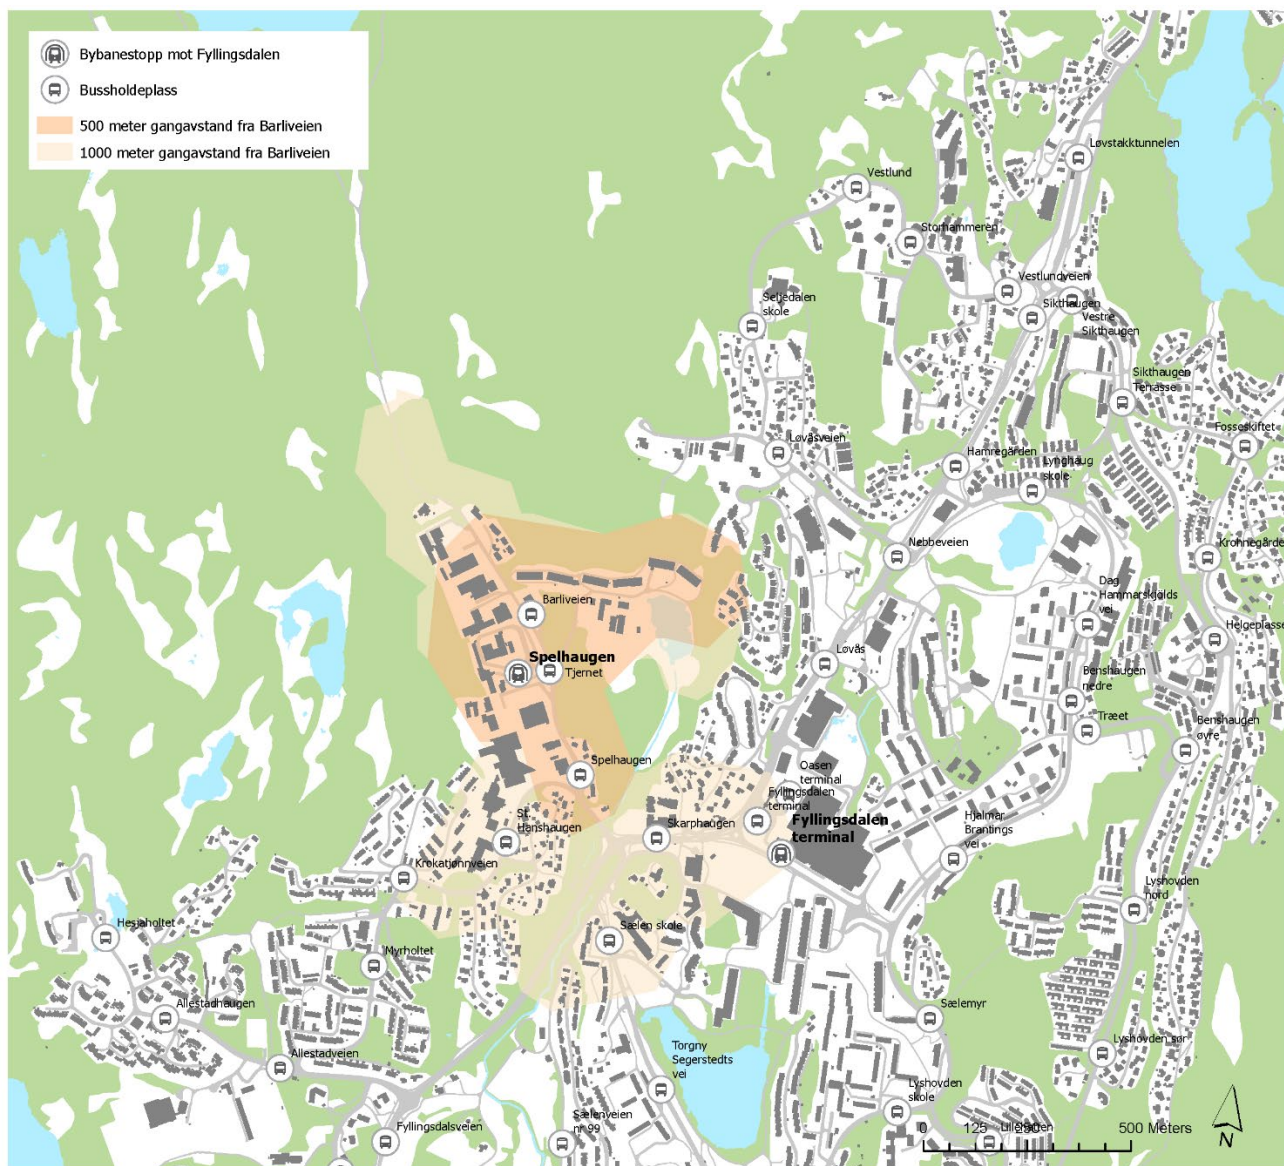 Bybanestopp mot Fyllingsdalen
Bussholdeplass
500 meter gangavstand fra Barliveien
1000 meter gangavstand fra Barliveien
Løvstakktunnelen
Vestlund
Storhammeren
Vestlundveien
Seljedalen
skole
Sikthaugen
Vestre
Sikthaugen
Sikthaugen
Terrasse
Fosseskiftet
Løvåsveien
Hamregården
Lynghaug
skole
Nebbeveien
Krohnegården
Dag
Hammarskjølds
vei
Barliveien
Helgeplassen
Spelhaugen
Tjernet
Løvås
Benshaugen
nedre
Træet
Benshaugen
øvre
Spelhaugen
Oasen
terminal
Fyllingsdalen
terminal
Fyllingsdalen
terminal
St.
Hanshaugen
Skarphaugen
Hjalmar
Brantings
vei
Krokatjønnveien
Lyshovden
nord
Hesjaholtet
Sælen skole
Myrholtet
Allestadhaugen
Sælemyr
Allestadveien
Torgny
Segerstedts
vei
Lyshovden sør
Lyshovden
skole
Fyllingsdalsveien
Sælenveien
nr 99
0 125 250 500 Meters
N